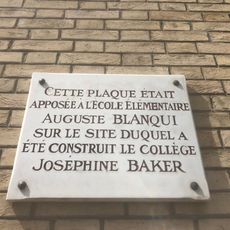 CETTE PLAQUE ÉTAIT
APPOSÉE À L'ÉCOLE ÉLÉMENTAIRE
AUGUSTE BLANQUI
SUR LE SITE DUQUEL A
ÉTÉ CONSTRUIT LE COLLÈGE
JOSÉPHINE BAKER